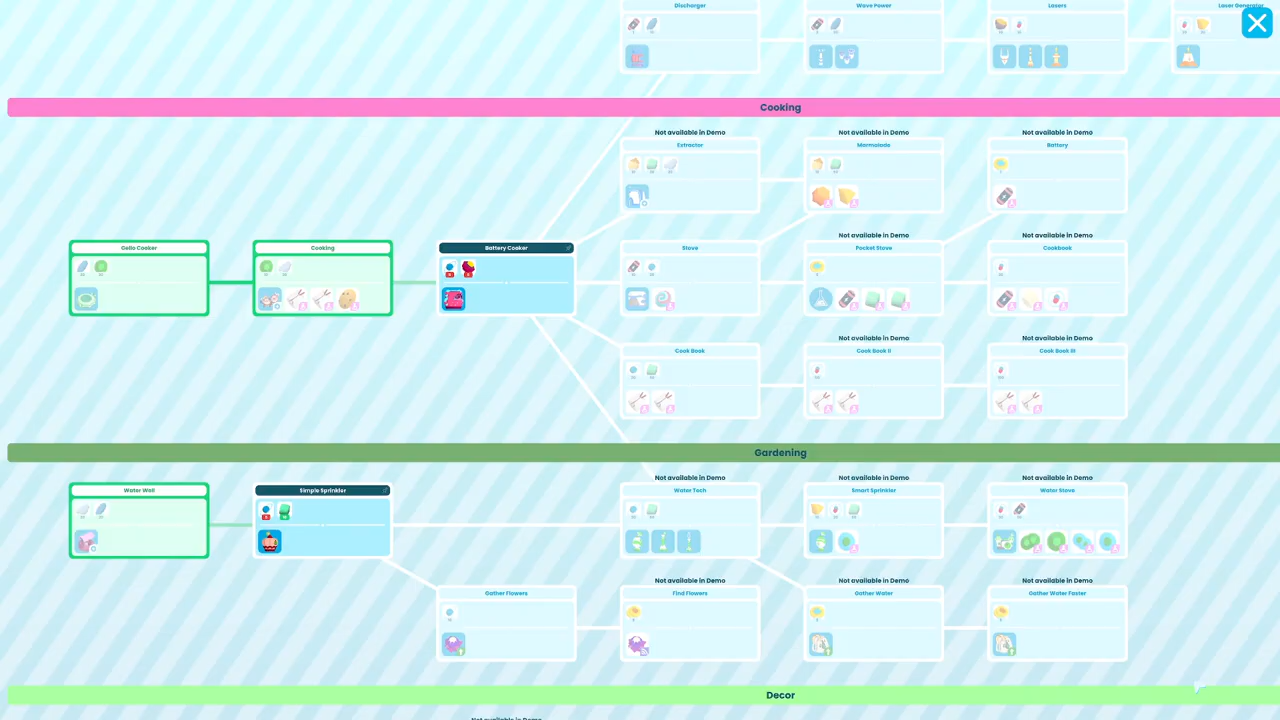 Discharger
Wave Power
Lasers
Laser Generator
Cooking
Not available in Demo
Not available in Demo
Not available in Demo
Extractor
Marmalade
Battery
Not available in Demo
Not available in Demo
Gello Cooker
Cooking
Battery Cooker
Stove
Pocket Stove
Cookbook
Not available in Demo
Not available in Demo
Cook Book
Cook Book II
Cook Book III
Gardening
Not available in Demo
Not available in Demo
Not available in Demo
Water Well
Simple Sprinkler
Water Tech
Smart Sprinkler
Water Stove
Not available in Demo
Not available in Demo
Not available in Demo
Gather Flowers
Find Flowers
Gather Water
Gather Water Faster
Decor
Not available in Demo